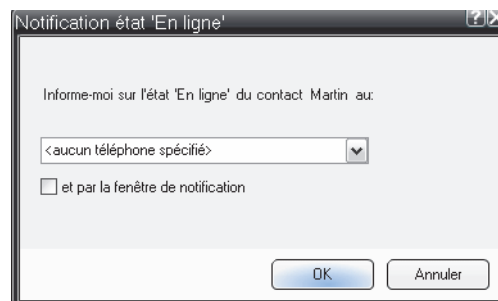 Notification état 'En ligne'
Informe-moi sur l'état 'En ligne' du contact Martin au:
<aucun téléphone spécifié>
et par la fenêtre de notification
OK Annuler